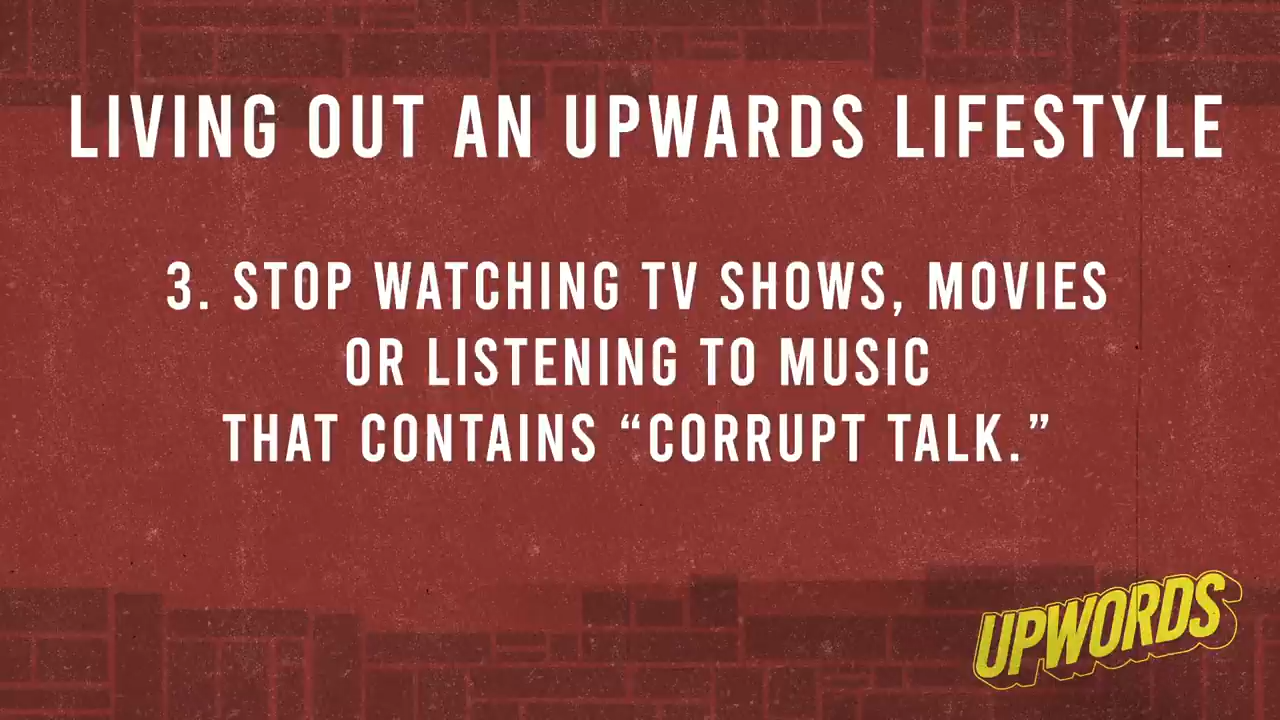 LIVING OUT AN UPWARDS LIFESTYLE
3. STOP WATCHING TV SHOWS, MOVIES
OR LISTENING TO MUSIC
THAT CONTAINS “CORRUPT TALK.”
UPWORDS